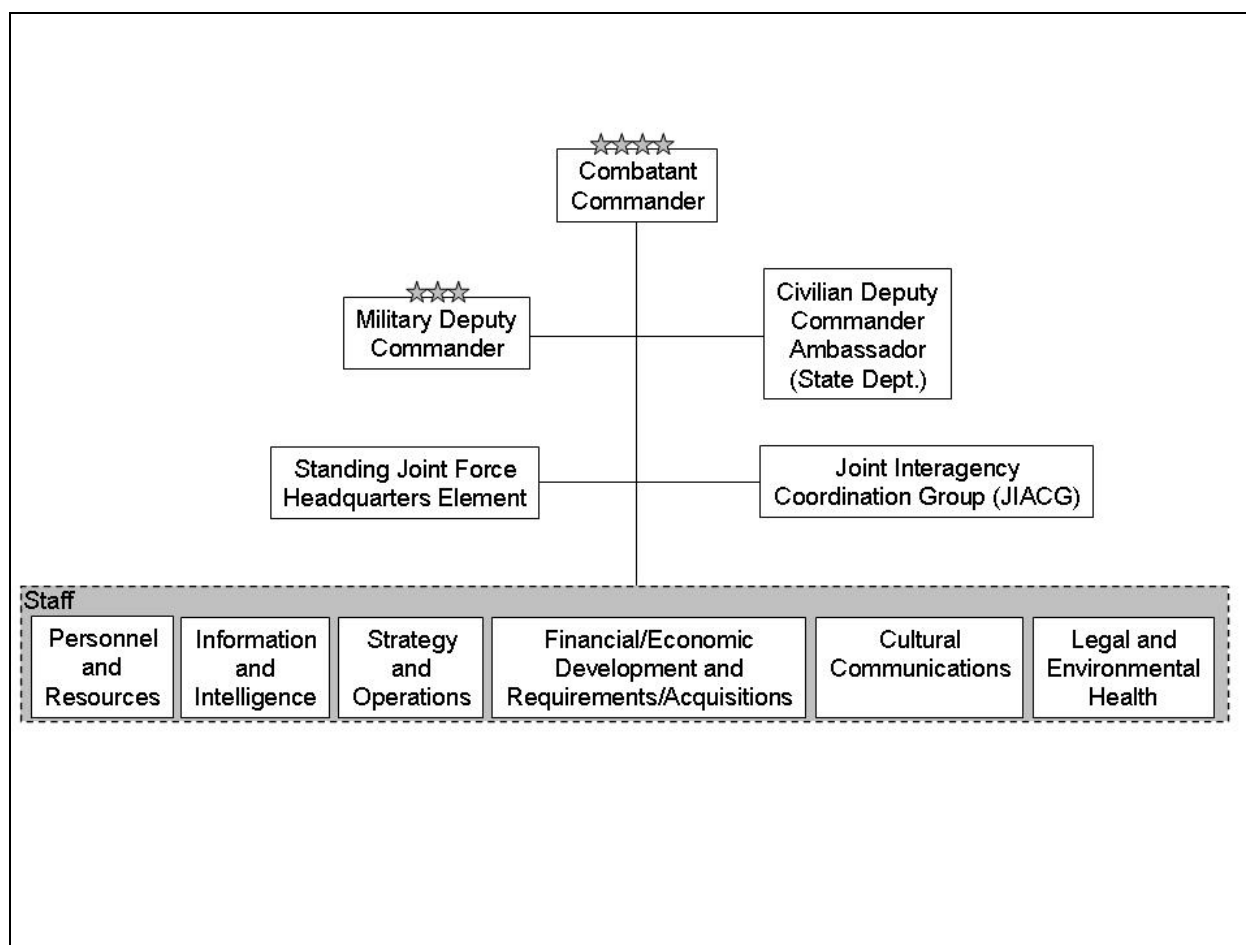 Combatant
Commander
Military Deputy
Commander
Civilian Deputy
Commander
Ambassador
(State Dept.)
Standing Joint Force
Headquarters Element
Joint Interagency
Coordination Group (JIACG)
Staff
Personnel
and
Resources
Information
and
Intelligence
Strategy
and
Operations
Financial/Economic
Development and
Requirements/Acquisitions
Cultural
Communications
Legal and
Environmental
Health